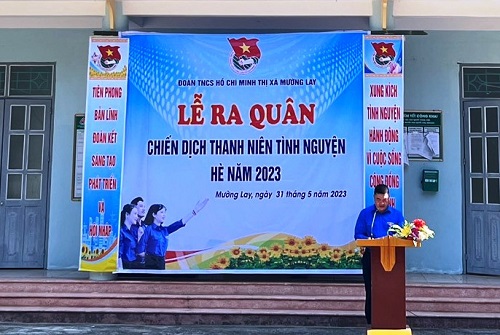 TIÊN PHONG
BẢN LĨNH
ĐOÀN KẾT
SÁNG TẠO
PHÁT TRIỂN
VÀ
HỘI NHẬP
ĐOÀN TNCS HỒ CHÍ MINH THỊ XÃ MƯỜNG LAY
LỄ RA QUÂN
CHIẾN DỊCH THANH NIÊN TÌNH NGUYỆN
HÈ NĂM 2023
Mường Lay, ngày 31 tháng 5 năm 2023
XUNG KÍCH
TÌNH NGUYỆN
HÀNH ĐỘNG
VÌ CUỘC SỐNG
CỘNG ĐỒNG